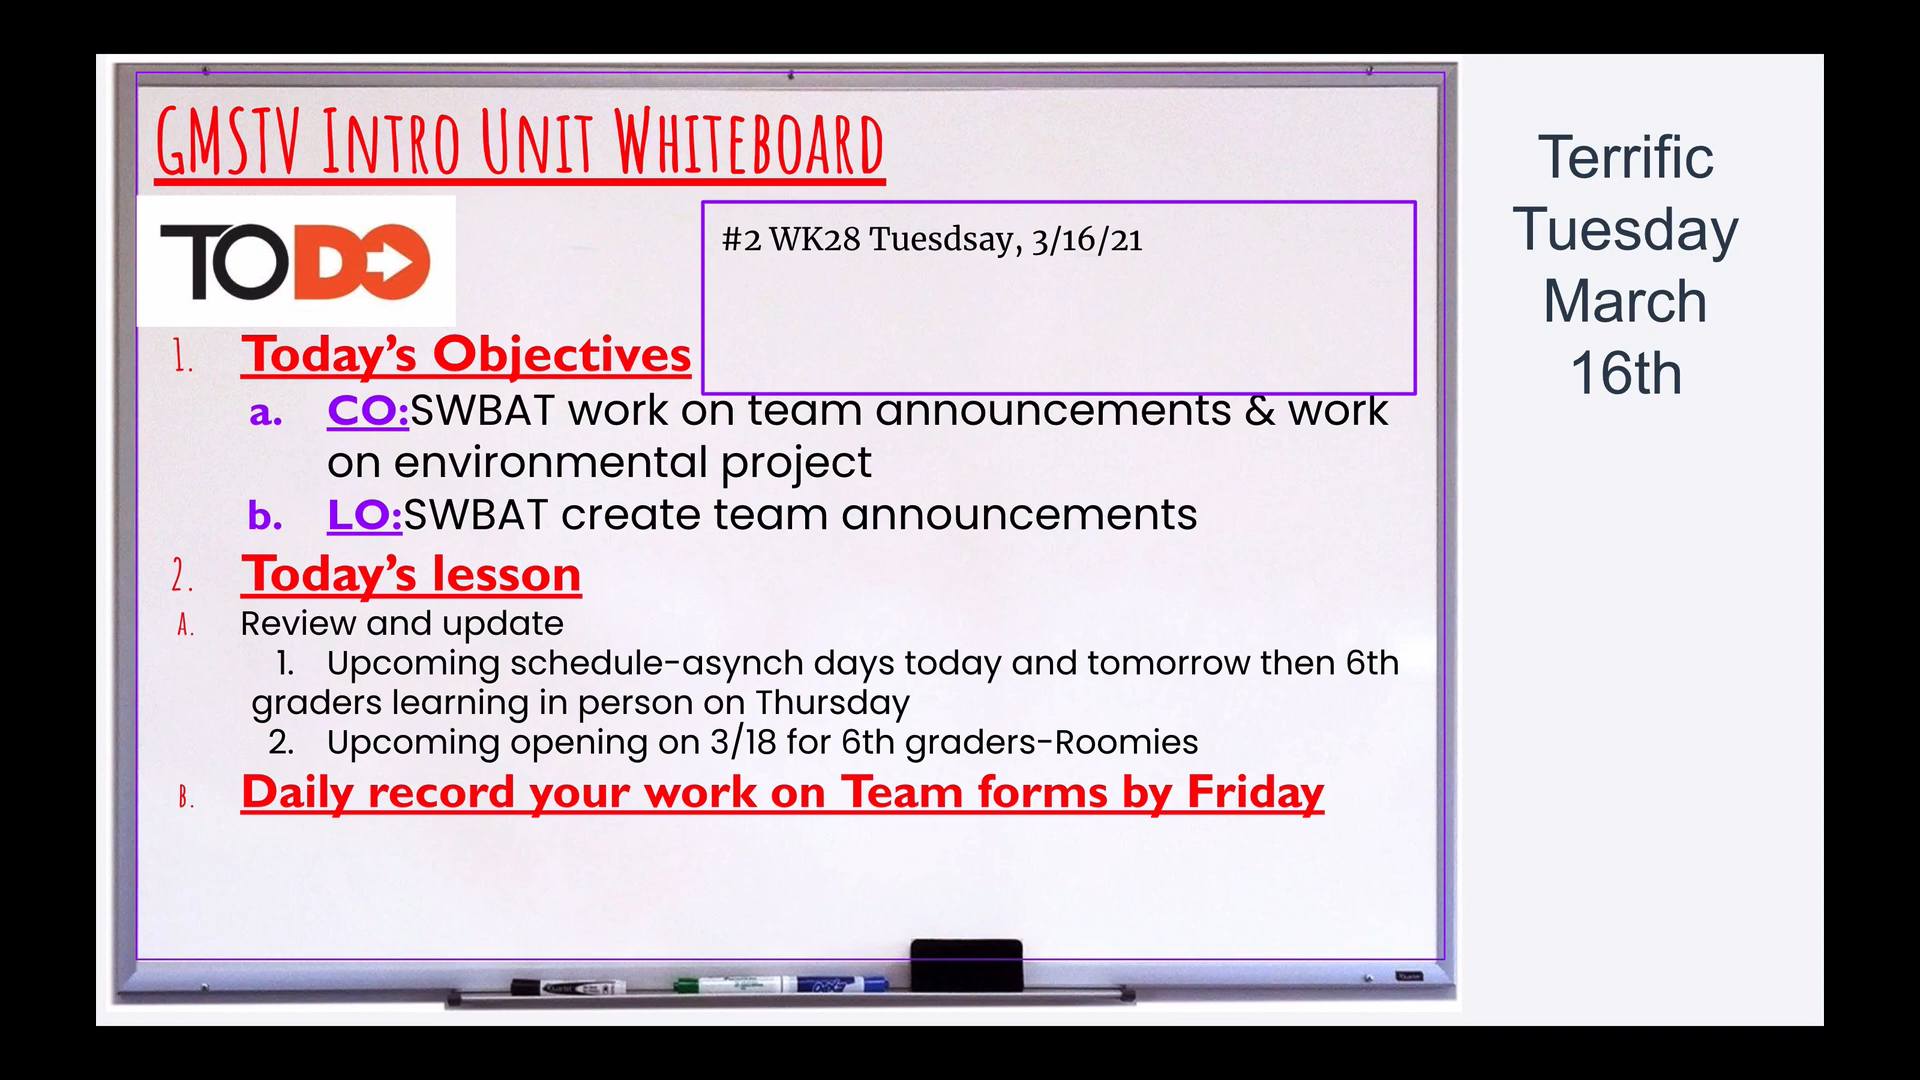 GMSTV Intro Unit Whiteboard
TODO
#2 WK28 Tuesdsay, 3/16/21
1. Today's Objectives
a. CO:SWBAT work on team announcements & work
on environmental project
b. LO:SWBAT create team announcements
2. Today's lesson
A. Review and update
1. Upcoming schedule-asynch days today and tomorrow then 6th
graders learning in person on Thursday
2. Upcoming opening on 3/18 for 6th graders-Roomies
B. Daily record your work on Team forms by Friday
Terrific
Tuesday
March
16th